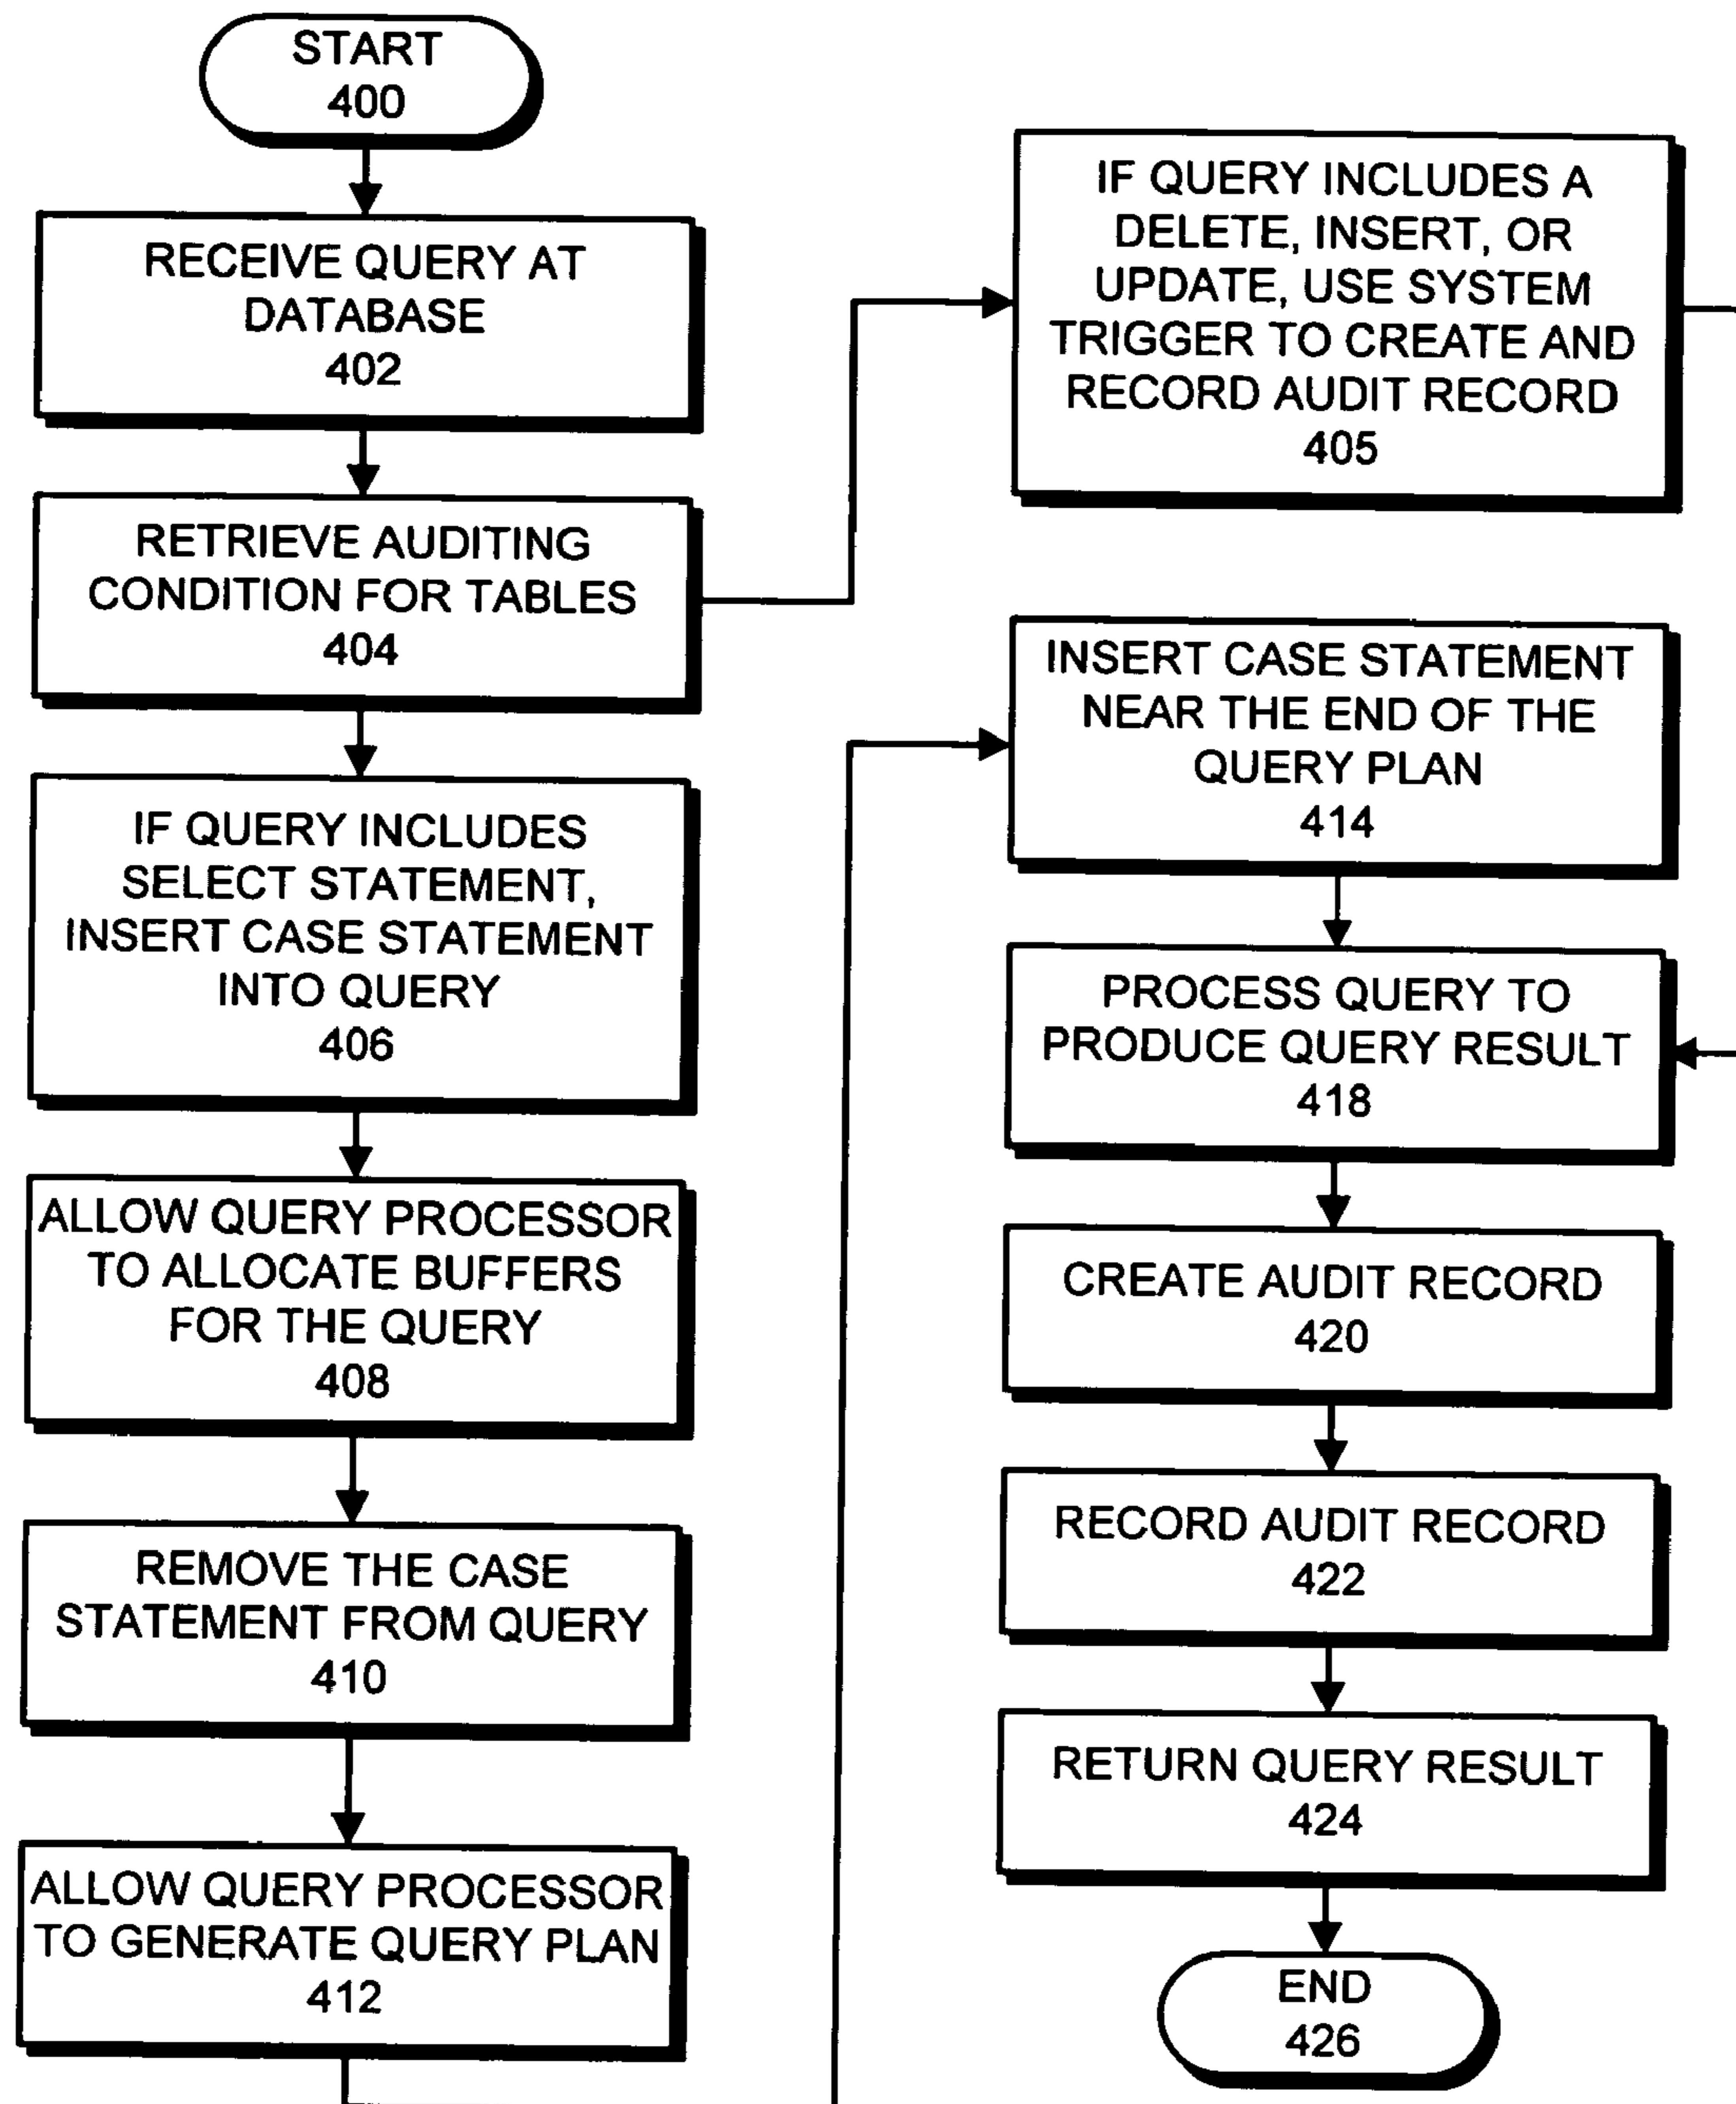 START
400
RECEIVE QUERY AT
DATABASE
402
RETRIEVE AUDITING
CONDITION FOR TABLES
404
IF QUERY INCLUDES
SELECT STATEMENT,
INSERT CASE STATEMENT
INTO QUERY
406
ALLOW QUERY PROCESSOR
TO ALLOCATE BUFFERS
FOR THE QUERY
408
REMOVE THE CASE
STATEMENT FROM QUERY
410
ALLOW QUERY PROCESSOR
TO GENERATE QUERY PLAN
412
IF QUERY INCLUDES A
DELETE, INSERT, OR
UPDATE, USE SYSTEM
TRIGGER TO CREATE AND
RECORD AUDIT RECORD
405
INSERT CASE STATEMENT
NEAR THE END OF THE
QUERY PLAN
414
PROCESS QUERY TO
PRODUCE QUERY RESULT
418
CREATE AUDIT RECORD
420
RECORD AUDIT RECORD
422
RETURN QUERY RESULT
424
END
426